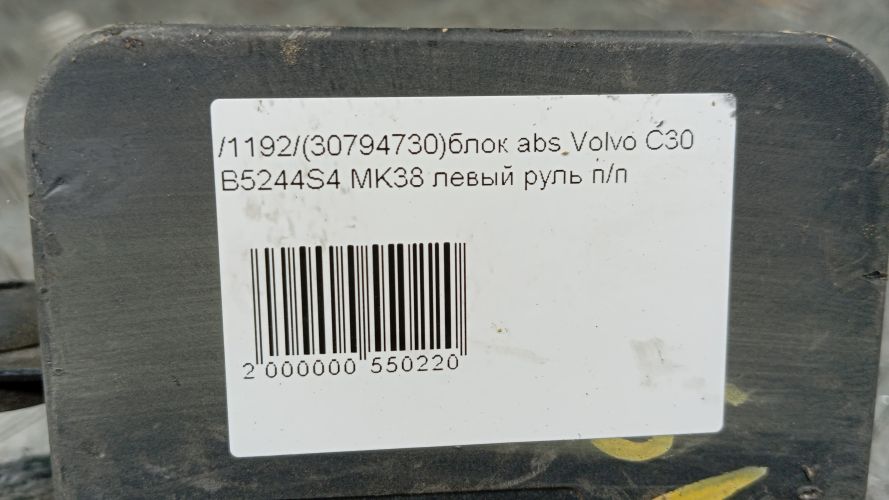 /1192/(30794730)блок abs Volvo C30
B5244S4 MK38 левый руль п/п
2 000000 550220